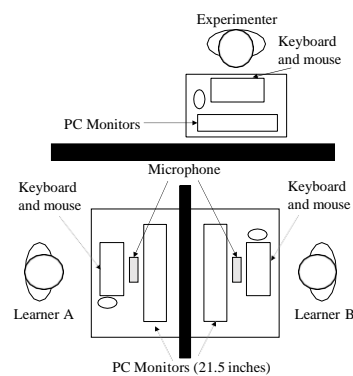 Experimenter
Keyboard
and mouse
PC Monitors
Microphone
Keyboard
and mouse
Keyboard
and mouse
Learner A
Learner B
PC Monitors (21.5 inches)